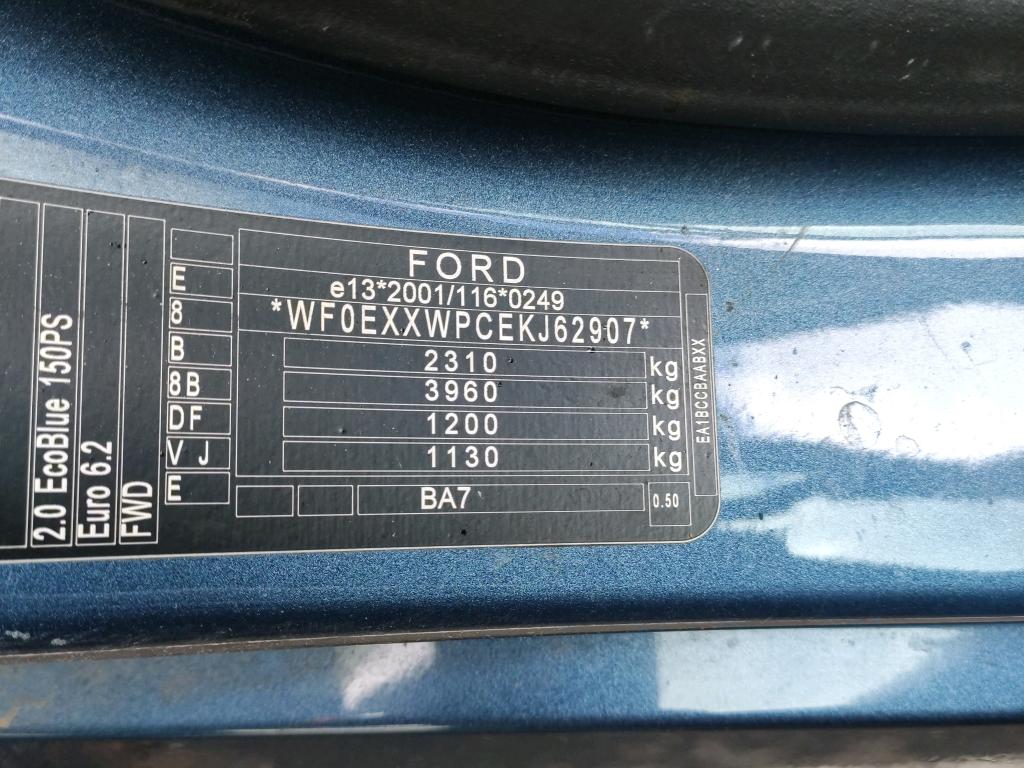 2.0 EcoBlue 150PS
Euro 6.2
FWD
E
8
B
8B
DF
V J
E
FORD
e13*2001/116*0249
*WF0EXXWPCEKJ62907*
2310 kg
3960 kg
1200 kg
1130 kg
BA7
0.50
EA1BCCBAABXX